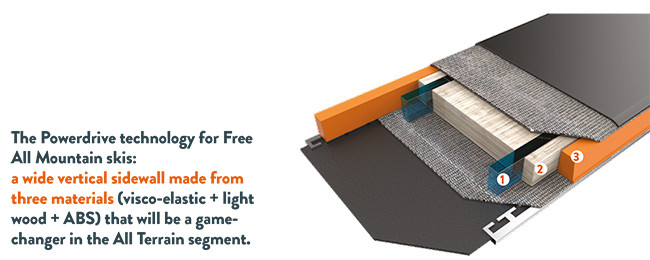 The Powerdrive technology for Free
All Mountain skis:
a wide vertical sidewall made from
three materials (visco-elastic + light
wood + ABS) that will be a game-
changer in the All Terrain segment.
1
2
3